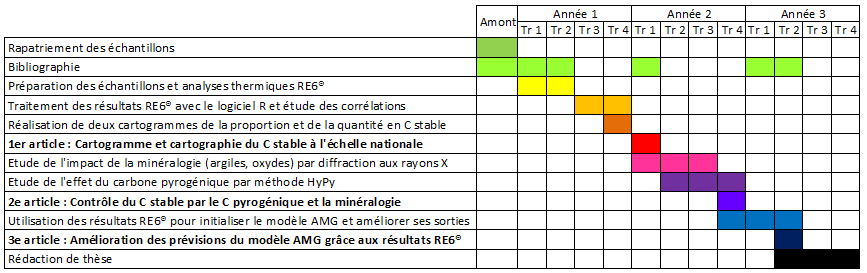 Amont Année 1 Année 2 Année 3
Tr 1 Tr 2 Tr 3 Tr 4 Tr 1 Tr 2 Tr 3 Tr 4 Tr 1 Tr 2 Tr 3 Tr 4
Rapatriement des échantillons
Bibliographie
Préparation des échantillons et analyses thermiques RE6®
Traitement des résultats RE6® avec le logiciel R et étude des corrélations
Réalisation de deux cartogrames de la proportion et de la quantité en C stable
1er article : Cartogramme et cartographie du C stable à l'échelle nationale
Etude de l'impact de la minéralogie (argiles, oxydes) par diffraction aux rayons X
Etude de l'effet du carbone pyrogénique par méthode HyPy
2e article : Contrôle du C stable par le C pyrogénique et la minéralogie
Utilisation des résultats RE6® pour initialiser le modèle AMG et améliorer ses sorties
3e article : Amélioration des prévisions du modèle AMG grâce aux résultats RE6®
Rédaction de thèse